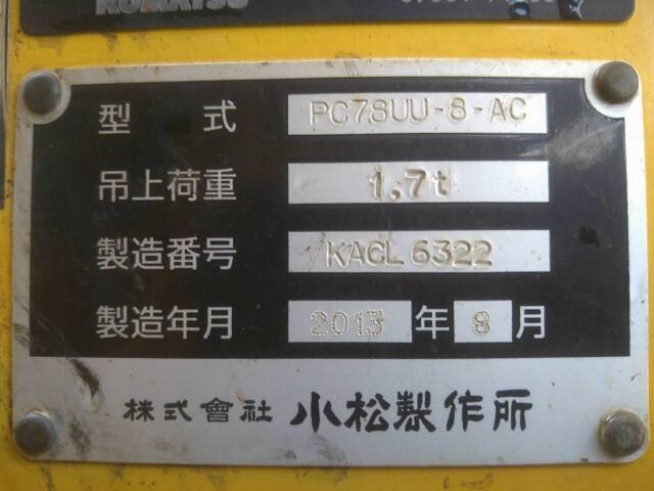 KOMATSU
型 式 PC78UU-8-AC
吊上荷重 1.7t
製造番号 KACL 6322
製造年月 2013 年 8 月
株式會社 小松製作所